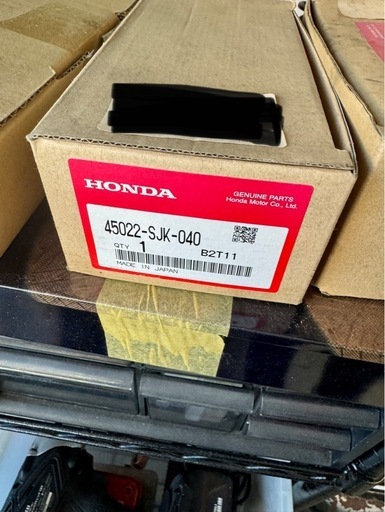 HONDA
GENUINE PARTS
Honda Motor Co., Ltd.
45022-SJK-040
QTY 1 B2T11
MADE IN JAPAN